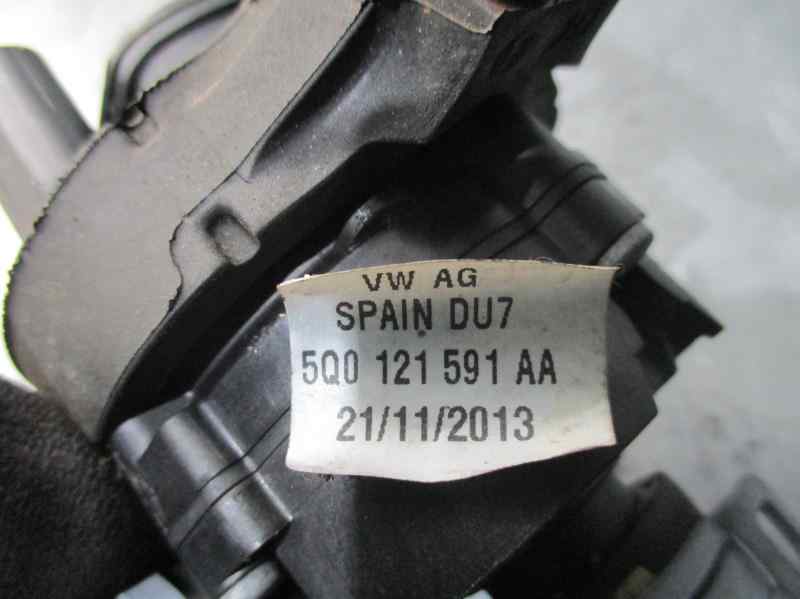 VW AG
SPAIN DU7
5Q0 121 591 AA
21/11/2013